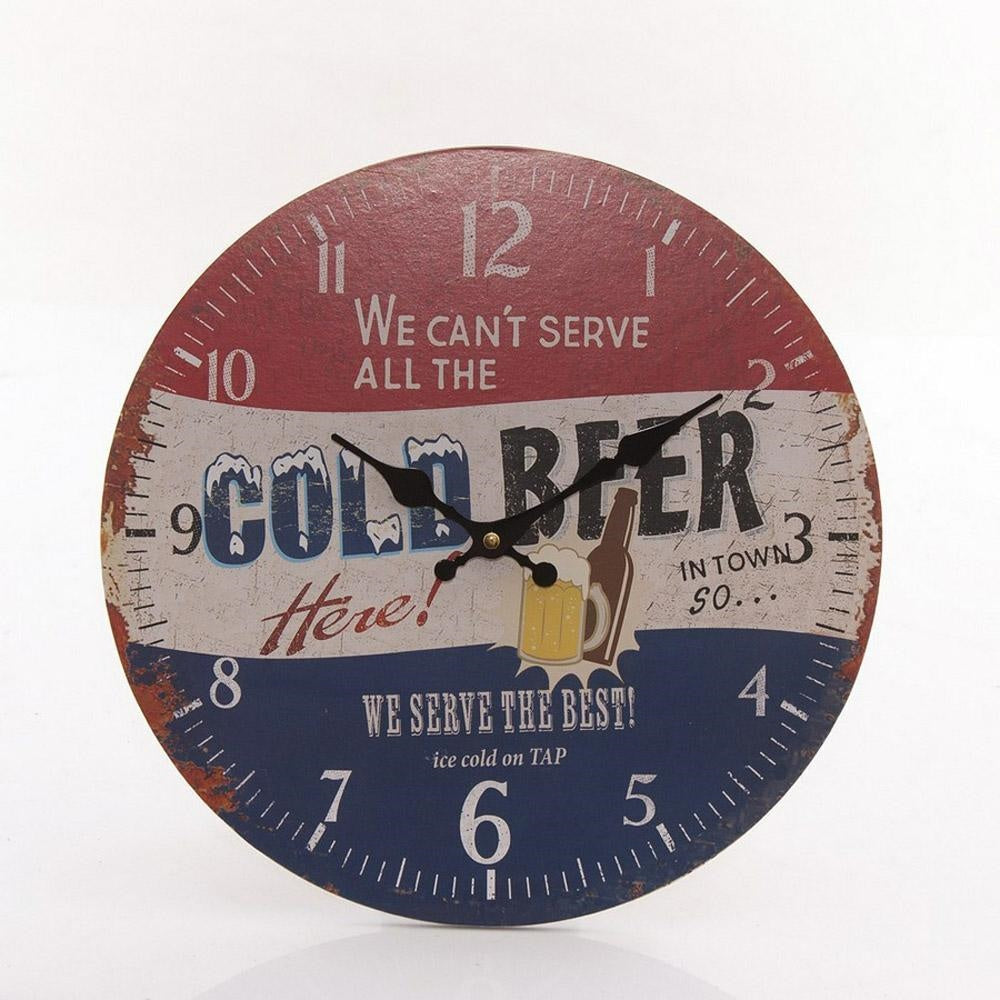 12
11 1
WE CAN'T SERVE
10 ALL THE 2
COLD BEER
9 3
IN TOWN
Here! SO...
8 4
WE SERVE THE BEST!
ice cold on TAP
7 5
6